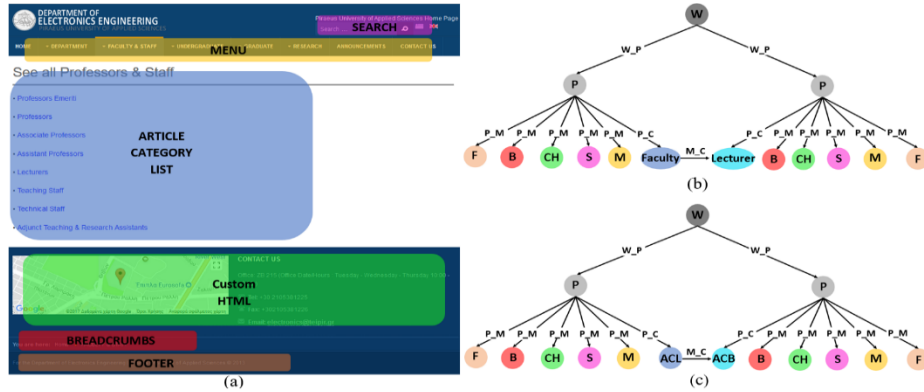 DEPARTMENT OF
ELECTRONICS ENGINEERING
PIRAEUS UNIVERSITY OF APPLIED SCIENCES
Piraeus University of Applied Sciences Home Page
SEARCH
Search ...
HOME • DEPARTMENT • FACULTY & STAFF • UNDERGRADUATE • RESEARCH ANNOUNCEMENTS CONTACT US
MENU
See all Professors & Staff
• Professors Emeriti
• Professors
• Associate Professors
• Assistant Professors
• Lecturers
• Teaching Staff
• Technical Staff
• Adjunct Teaching & Research Assistants
ARTICLE
CATEGORY
LIST
CONTACT US
Custom
HTML
Google
BREADCRUMBS
FOOTER
(a)
W
W_P W_P
P P
P_M P_M P_M P_M P_M P_C P_C P_M P_M P_M P_M P_M
F B CH S M Faculty M_C Lecturer B CH S M F
(b)
W
W_P W_P
P P
P_M P_M P_M P_M P_M P_C P_C P_M P_M P_M P_M P_M
F B CH S M ACL M_C ACB B CH S M F
(c)